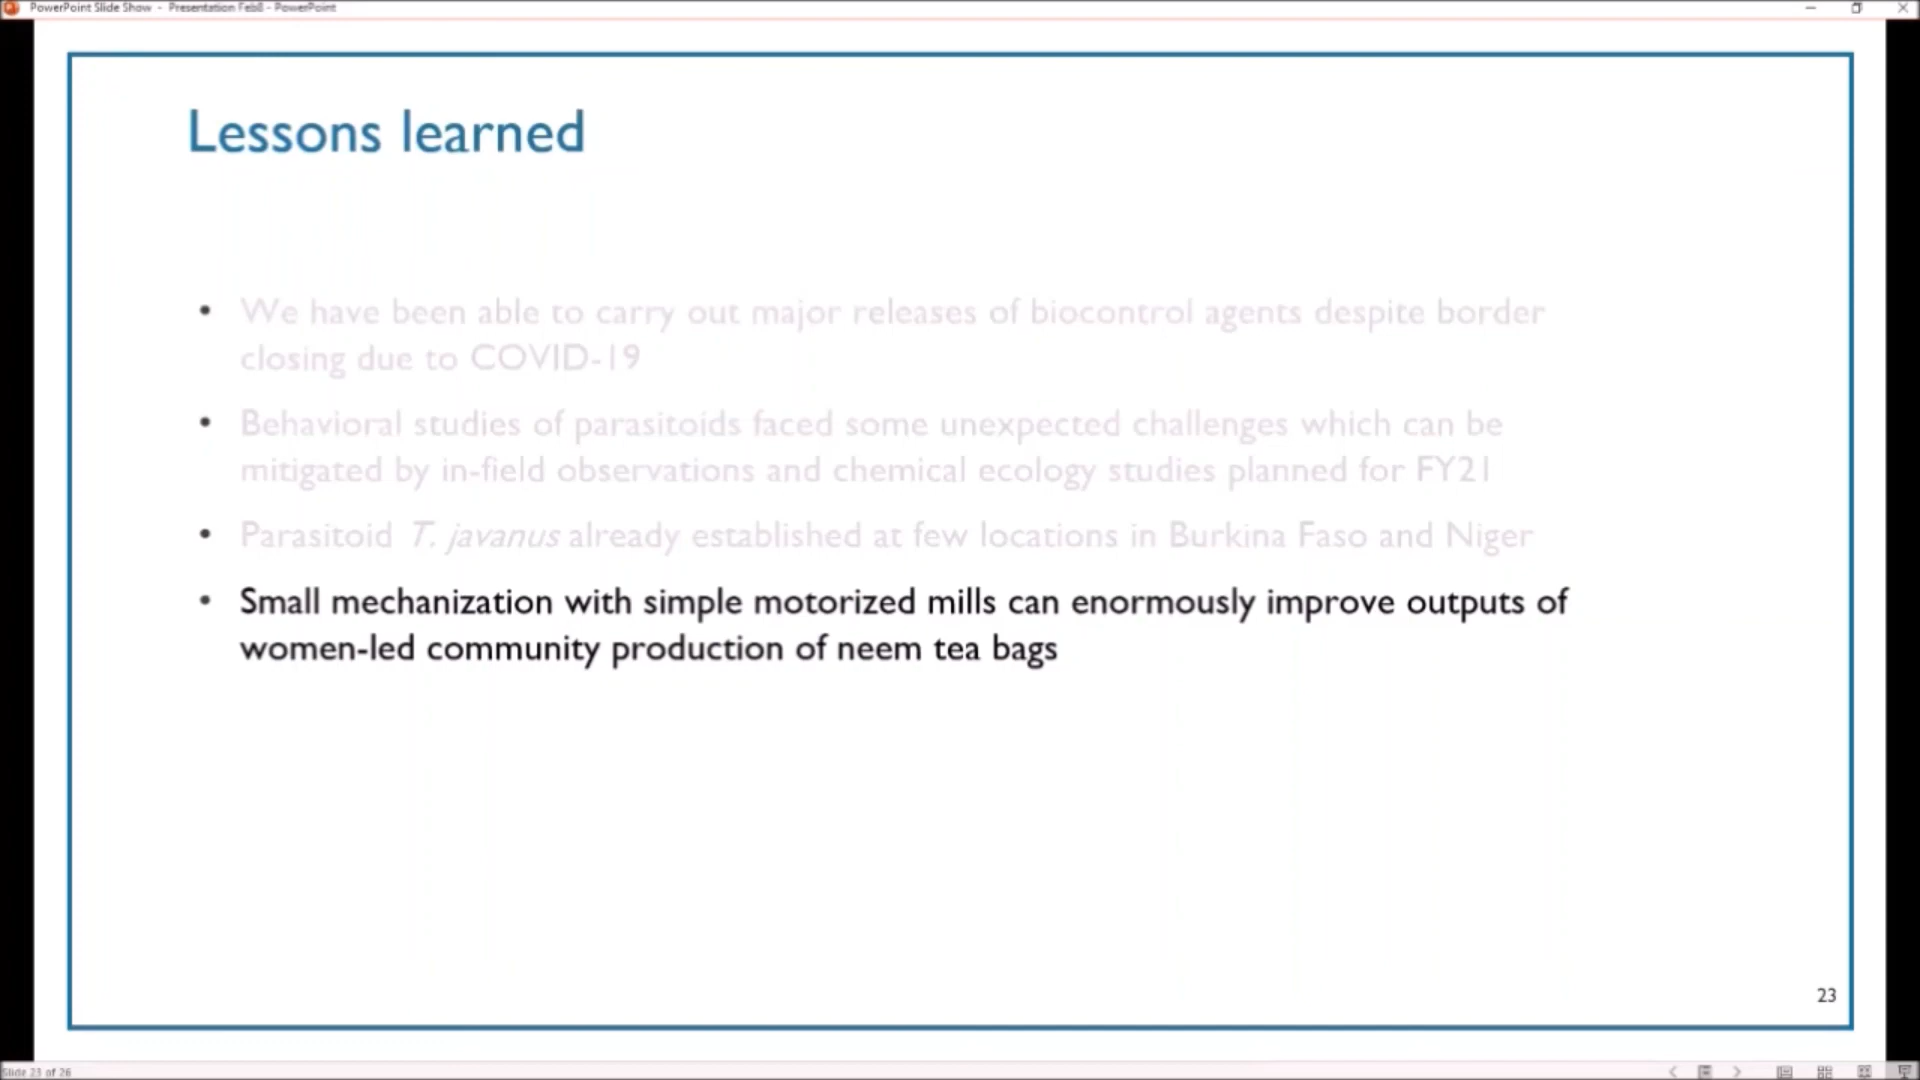 PowerPoint Slide Show - Presentation Feb8 - PowerPoint
Lessons learned
• We have been able to carry out major releases of biocontrol agents despite border
closing due to COVID-19
• Behavioral studies of parasitoids faced some unexpected challenges which can be
mitigated by in-field observations and chemical ecology studies planned for FY21
• Parasitoid T. javanus already established at few locations in Burkina Faso and Niger
• Small mechanization with simple motorized mills can enormously improve outputs of
women-led community production of neem tea bags
23
Slide 23 of 26